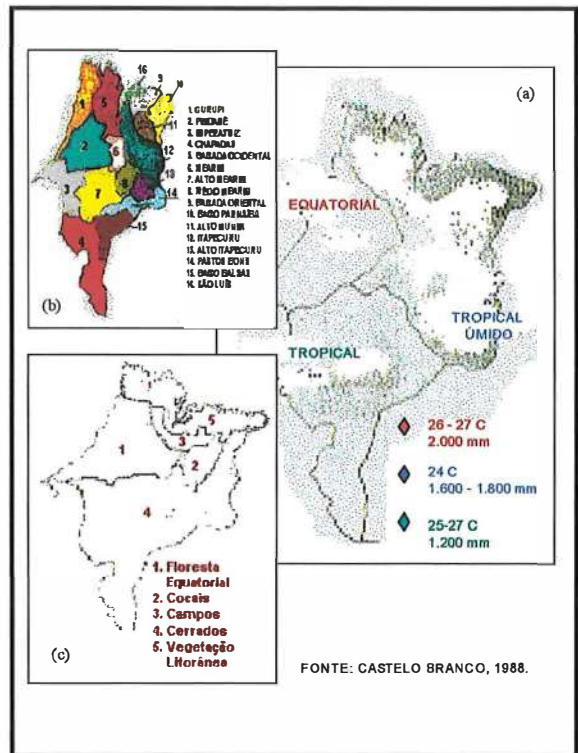 16
9
10
1
5
2
6
3
7
8
4
11
12
13
14
15
1. GURUPI
2. PINDARÉ
3. IMPERATRIZ
4. CHAPADAS
5. BAIXADA OCIDENTAL
6. MEARIM
7. ALTO MEARIM
8. MÉDIO MEARIM
9. BAIXADA ORIENTAL
10. BAIXO PARNAÍBA
11. ALTO MUNIM
12. ITAPECURU
13. ALTO ITAPECURU
14. PASTOS BONS
15. BAIXO BALSAS
16. SÃO LUÍS
(b)
(a)
EQUATORIAL
TROPICAL
ÚMIDO
TROPICAL
26 - 27 C
2.000 mm
24 C
1.600 - 1.800 mm
25-27 C
1.200 mm
1
5
3
1
2
4
1. Floresta
Equatorial
2. Cocais
3. Campos
4. Cerrados
5. Vegetação
Litorânea
(c)
FONTE: CASTELO BRANCO, 1988.